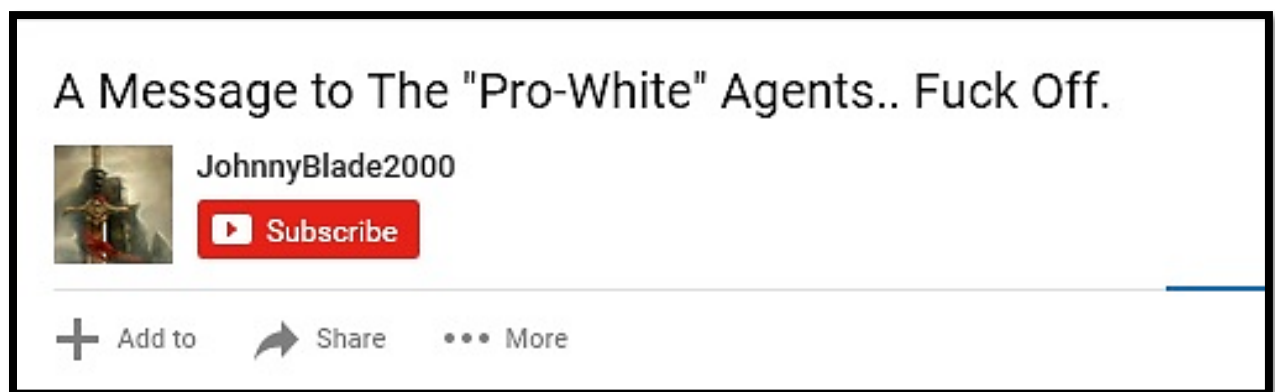 A Message to The "Pro-White" Agents.. Fuck Off.
JohnnyBlade2000
Subscribe
Add to Share More